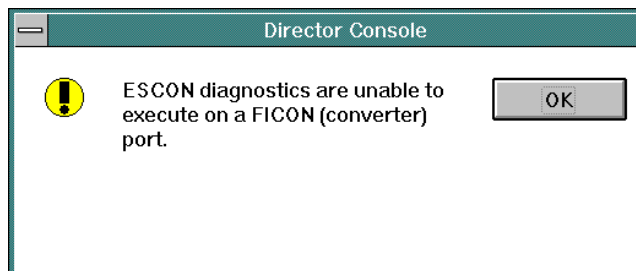 Director Console
ESCON diagnostics are unable to
execute on a FICON (converter)
port.
OK